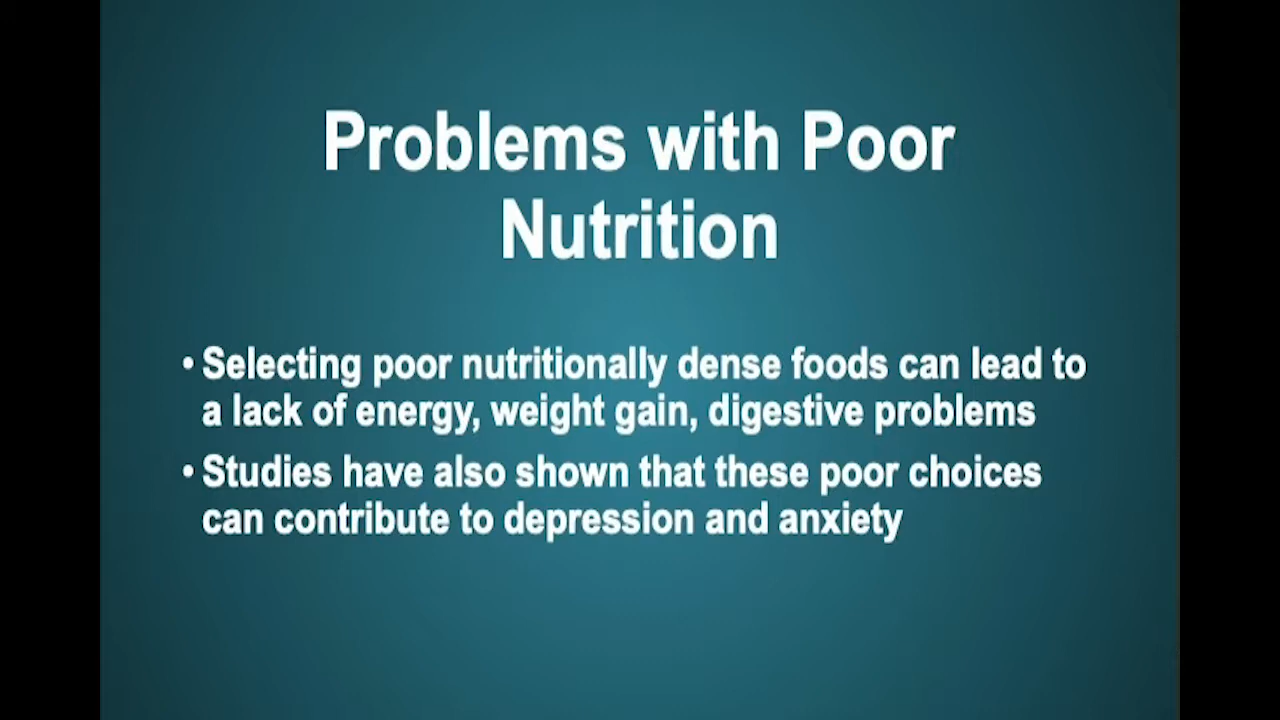 Problems with Poor
Nutrition
• Selecting poor nutritionally dense foods can lead to
a lack of energy, weight gain, digestive problems
• Studies have also shown that these poor choices
can contribute to depression and anxiety